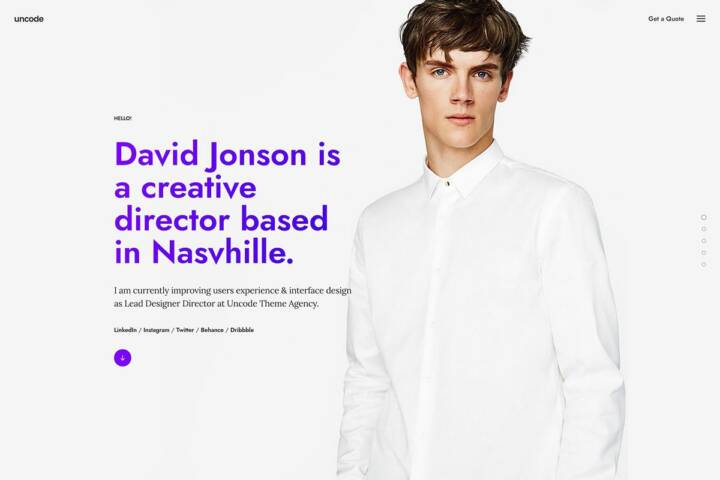 uncode
Get a Quote
HELLO!
David Jonson is
a creative
director based
in Nasvhille.
I am currently improving users experience & interface design
as Lead Designer Director at Uncode Theme Agency.
LinkedIn / Instagram / Twitter / Behance / Dribbble